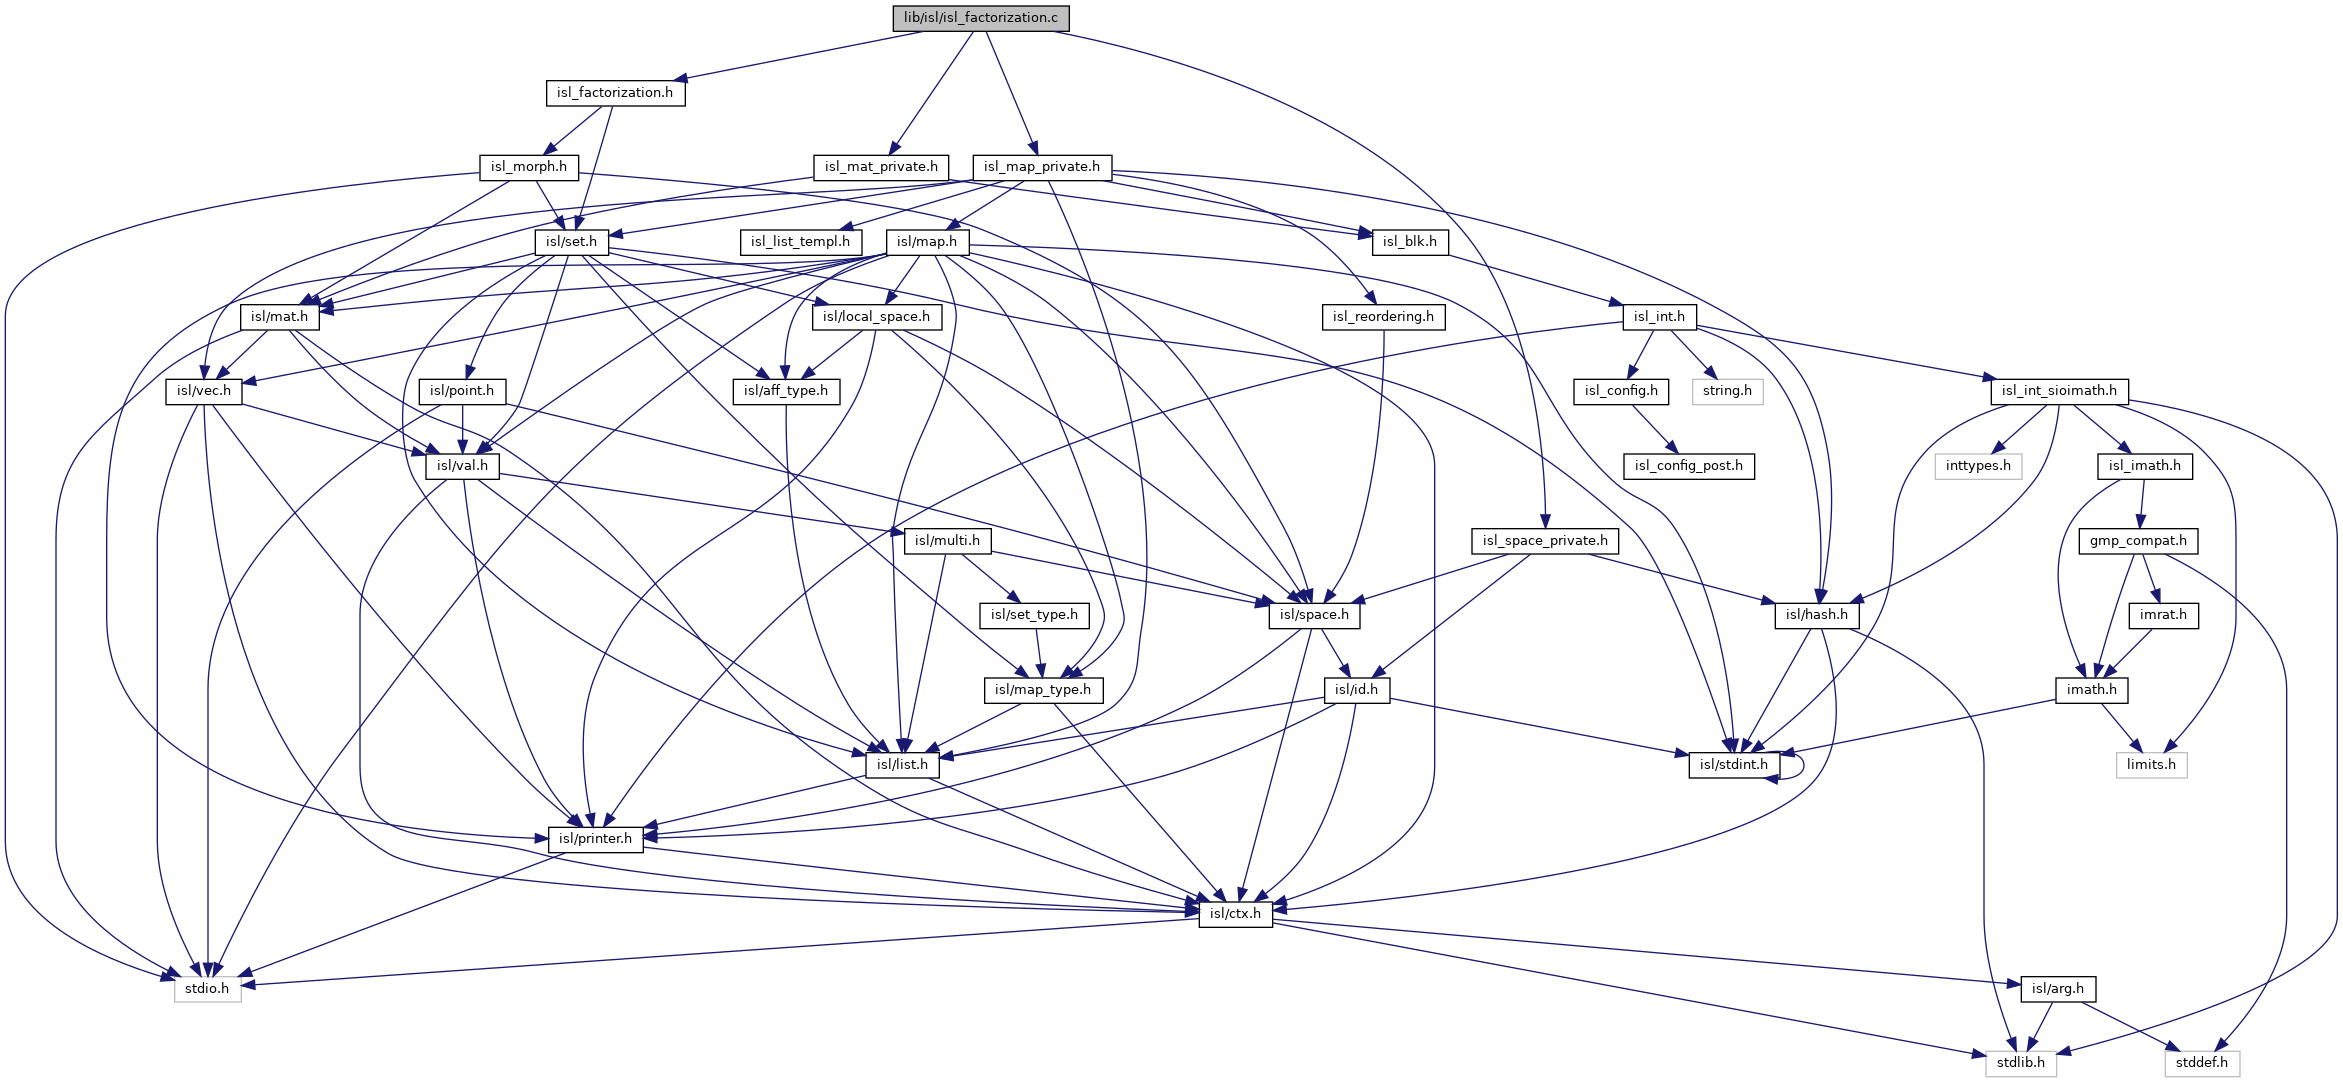 lib/isl/isl_factorization.c
isl_factorization.h
isl_morph.h
isl_mat_private.h
isl_map_private.h
isl/set.h
isl_list_templ.h
isl/map.h
isl_blk.h
isl/mat.h
isl/local_space.h
isl_reordering.h
isl_int.h
isl/vec.h
isl/point.h
isl/aff_type.h
isl_config.h
string.h
isl_int_sioimath.h
isl/val.h
isl_config_post.h
inttypes.h
isl_imath.h
isl/multi.h
isl_space_private.h
gmp_compat.h
isl/set_type.h
isl/space.h
isl/hash.h
imrat.h
isl/map_type.h
isl/id.h
imath.h
isl/list.h
isl/stdint.h
limits.h
isl/printer.h
isl/ctx.h
stdio.h
isl/arg.h
stdlib.h
stddef.h